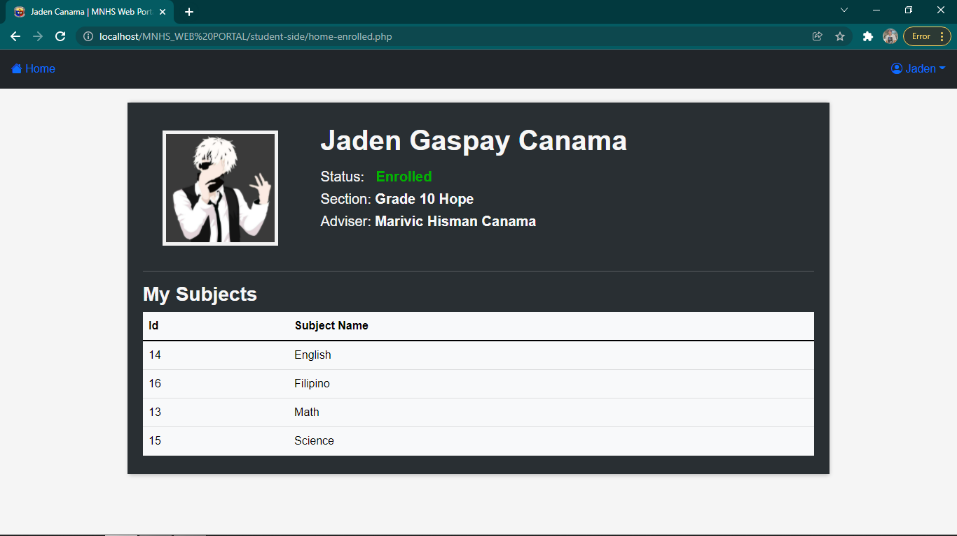 Jaden Canama | MNHS Web Port
localhost/MNHS_WEB%20PORTAL/student-side/home-enrolled.php
Error
Home
Jaden
Jaden Gaspay Canama
Status: Enrolled
Section: Grade 10 Hope
Adviser: Marivic Hisman Canama
My Subjects
Id Subject Name
14 English
16 Filipino
13 Math
15 Science